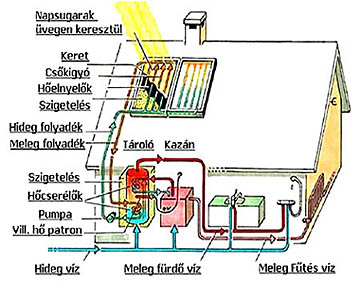 Napsugarak
üvegen keresztül
Keret
Csőkigyó
Hőelnyelők
Szigetelés
Hideg folyadék
Meleg folyadék
Tároló Kazán
Szigetelés
Hőcserélők
Pumpa
Vill. hő patron
Hideg víz
Meleg fürdő víz
Meleg Fűtés víz